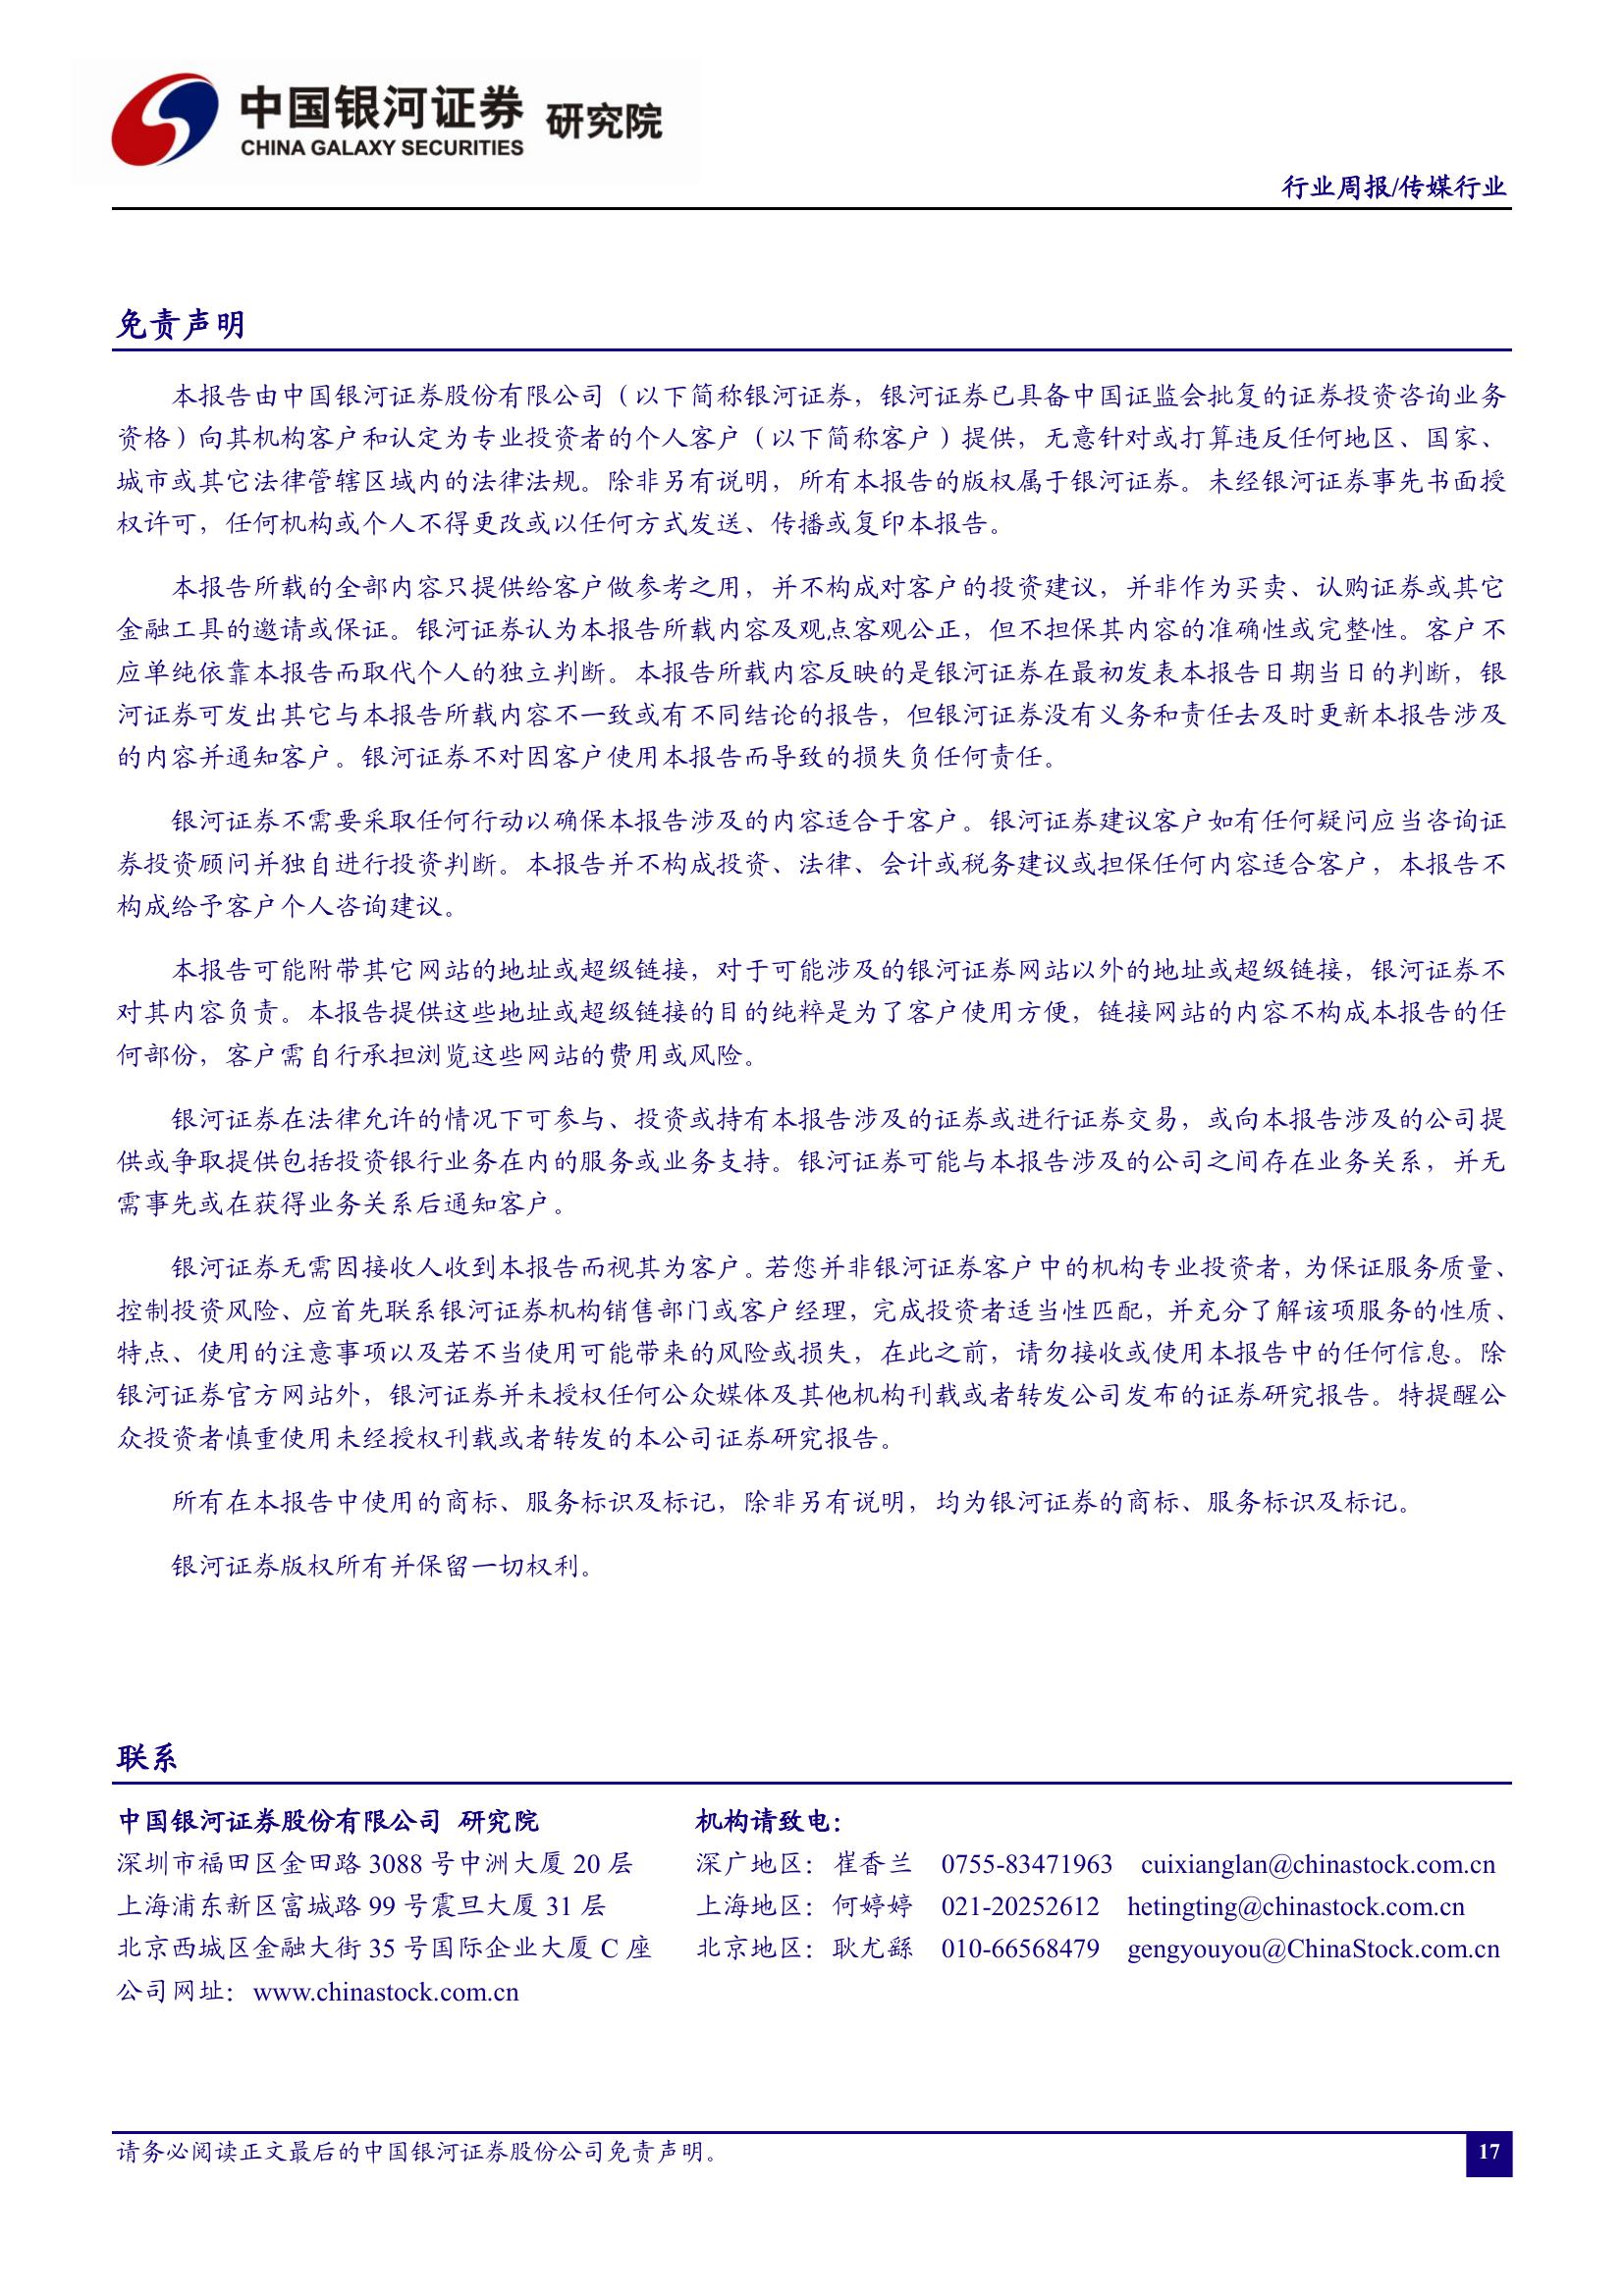 中国银河证券 研究院
CHINA GALAXY SECURITIES
行业周报/传媒行业
免责声明
本报告由中国银河证券股份有限公司（以下简称银河证券，银河证券已具备中国证监会批复的证券投资咨询业务
资格）向其机构客户和认定为专业投资者的个人客户（以下简称客户）提供，无意针对或打算违反任何地区、国家、
城市或其它法律管辖区域内的法律法规。除非另有说明，所有本报告的版权属于银河证券。未经银河证券事先书面授
权许可，任何机构或个人不得更改或以任何方式发送、传播或复印本报告。
本报告所载的全部内容只提供给客户做参考之用，并不构成对客户的投资建议，并非作为买卖、认购证券或其它
金融工具的邀请或保证。银河证券认为本报告所载内容及观点客观公正，但不担保其内容的准确性或完整性。客户不
应单纯依靠本报告而取代个人的独立判断。本报告所载内容反映的是银河证券在最初发表本报告日期当日的判断，银
河证券可发出其它与本报告所载内容不一致或有不同结论的报告，但银河证券没有义务和责任去及时更新本报告涉及
的内容并通知客户。银河证券不对因客户使用本报告而导致的损失负任何责任。
银河证券不需要采取任何行动以确保本报告涉及的内容适合于客户。银河证券建议客户如有任何疑问应当咨询证
券投资顾问并独自进行投资判断。本报告并不构成投资、法律、会计或税务建议或担保任何内容适合客户，本报告不
构成给予客户个人咨询建议。
本报告可能附带其它网站的地址或超级链接，对于可能涉及的银河证券网站以外的地址或超级链接，银河证券不
对其内容负责。本报告提供这些地址或超级链接的目的纯粹是为了客户使用方便，链接网站的内容不构成本报告的任
何部份，客户需自行承担浏览这些网站的费用或风险。
银河证券在法律允许的情况下可参与、投资或持有本报告涉及的证券或进行证券交易，或向本报告涉及的公司提
供或争取提供包括投资银行业务在内的服务或业务支持。银河证券可能与本报告涉及的公司之间存在业务关系，并无
需事先或在获得业务关系后通知客户。
银河证券无需因接收人收到本报告而视其为客户。若您并非银河证券客户中的机构专业投资者，为保证服务质量、
控制投资风险、应首先联系银河证券机构销售部门或客户经理，完成投资者适当性匹配，并充分了解该项服务的性质、
特点、使用的注意事项以及若不当使用可能带来的风险或损失，在此之前，请勿接收或使用本报告中的任何信息。除
银河证券官方网站外，银河证券并未授权任何公众媒体及其他机构刊载或者转发公司发布的证券研究报告。特提醒公
众投资者慎重使用未经授权刊载或者转发的本公司证券研究报告。
所有在本报告中使用的商标、服务标识及标记，除非另有说明，均为银河证券的商标、服务标识及标记。
银河证券版权所有并保留一切权利。
联系
中国银河证券股份有限公司 研究院 机构请致电：
深圳市福田区金田路 3088 号中洲大厦 20 层 深广地区：崔香兰 0755-83471963 cuixianglan@chinastock.com.cn
上海浦东新区富城路 99 号震旦大厦 31 层 上海地区：何婷婷 021-20252612 hetingting@chinastock.com.cn
北京西城区金融大街 35 号国际企业大厦 C 座 北京地区：耿尤繇 010-66568479 gengyouyou@ChinaStock.com.cn
公司网址：www.chinastock.com.cn
请务必阅读正文最后的中国银河证券股份公司免责声明。
17